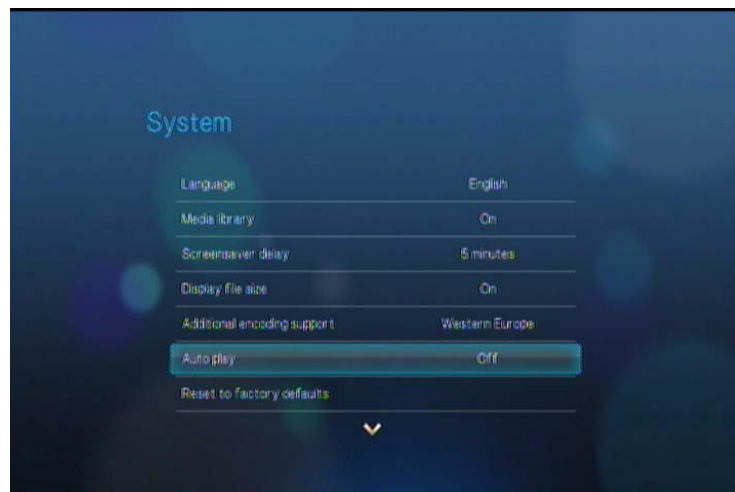 System
Language English
Media library On
Screensaver delay 5 minutes
Display file size On
Additional encoding support Western Europe
Auto play Off
Reset to factory defaults